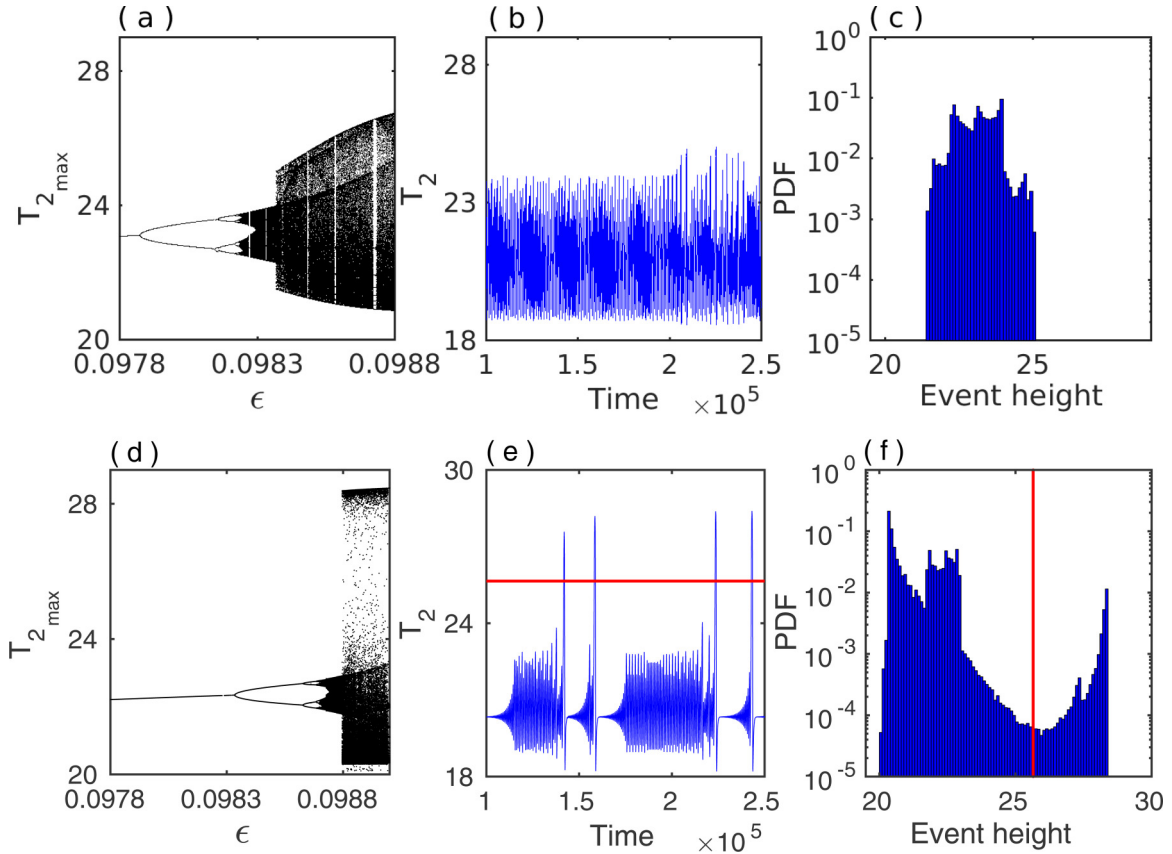 (a)
T2max
28
24
20
0.0978 0.0983 0.0988
ϵ
(b)
T2
28
23
18
1 1.5 2 2.5
Time ×10^5
(c)
PDF
10^0
10^-1
10^-2
10^-3
10^-4
10^-5
20 25
Event height
(d)
T2max
28
24
20
0.0978 0.0983 0.0988
ϵ
(e)
T2
30
24
18
1 1.5 2 2.5
Time ×10^5
(f)
PDF
10^0
10^-1
10^-2
10^-3
10^-4
10^-5
20 25 30
Event height